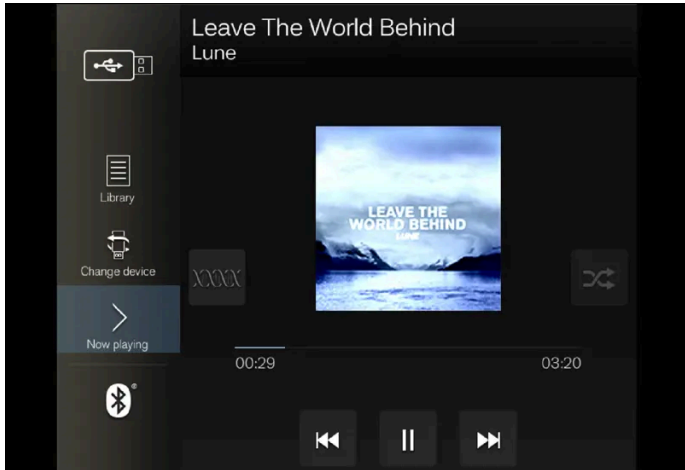 Leave The World Behind
Lune
Library
Change device
Now playing
LEAVE THE
WORLD BEHIND
LUNE
XXXX
00:29
03:20